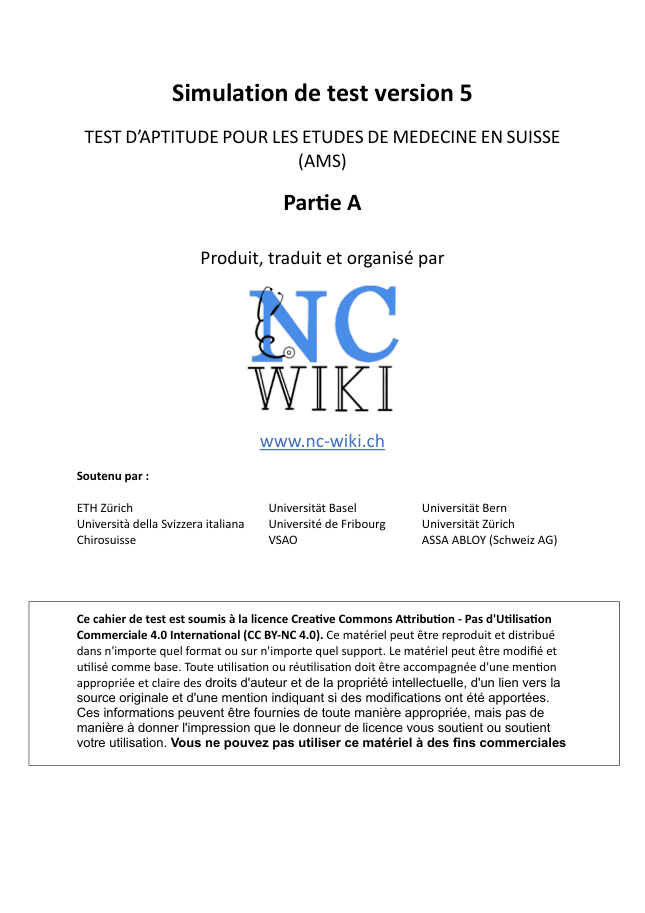 Simulation de test version 5
TEST D'APTITUDE POUR LES ETUDES DE MEDECINE EN SUISSE
(AMS)
Partie A
Produit, traduit et organisé par
NC
WIKI
www.nc-wiki.ch
Soutenu par :
ETH Zürich Universität Basel Universität Bern
Università della Svizzera italiana Université de Fribourg Universität Zürich
Chirosuisse VSAO ASSA ABLOY (Schweiz AG)
Ce cahier de test est soumis à la licence Creative Commons Attribution - Pas d'Utilisation
Commerciale 4.0 International (CC BY-NC 4.0). Ce matériel peut être reproduit et distribué
dans n'importe quel format ou sur n'importe quel support. Le matériel peut être modifié et
utilisé comme base. Toute utilisation ou réutilisation doit être accompagnée d'une mention
appropriée et claire des droits d'auteur et de la propriété intellectuelle, d'un lien vers la
source originale et d'une mention indiquant si des modifications ont été apportées.
Ces informations peuvent être fournies de toute manière appropriée, mais pas de
manière à donner l'impression que le donneur de licence vous soutient ou soutient
votre utilisation. Vous ne pouvez pas utiliser ce matériel à des fins commerciales